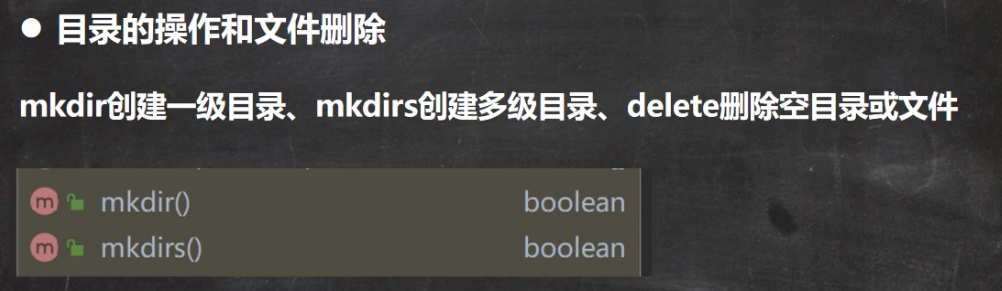 ● 目录的操作和文件删除
mkdir创建一级目录、mkdirs创建多级目录、delete删除空目录或文件
m mkdir() boolean
m mkdirs() boolean